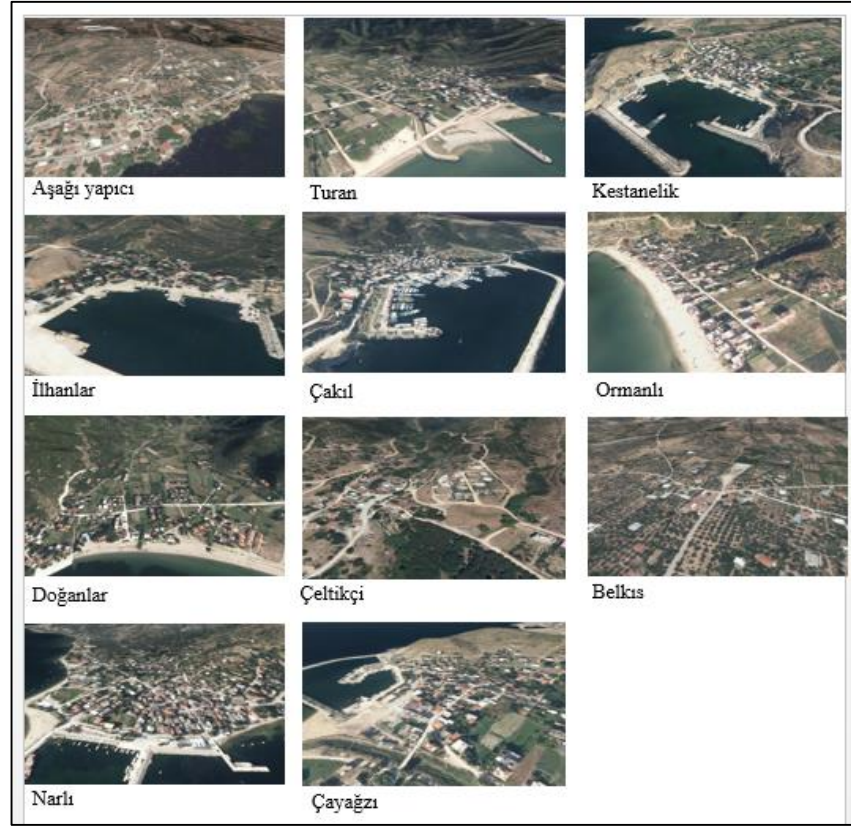 Aşağı yapıcı
Turan
Kestanelik
İlhanlar
Çakıl
Ormanlı
Doğanlar
Çeltikçi
Belkıs
Narlı
Çayağzı